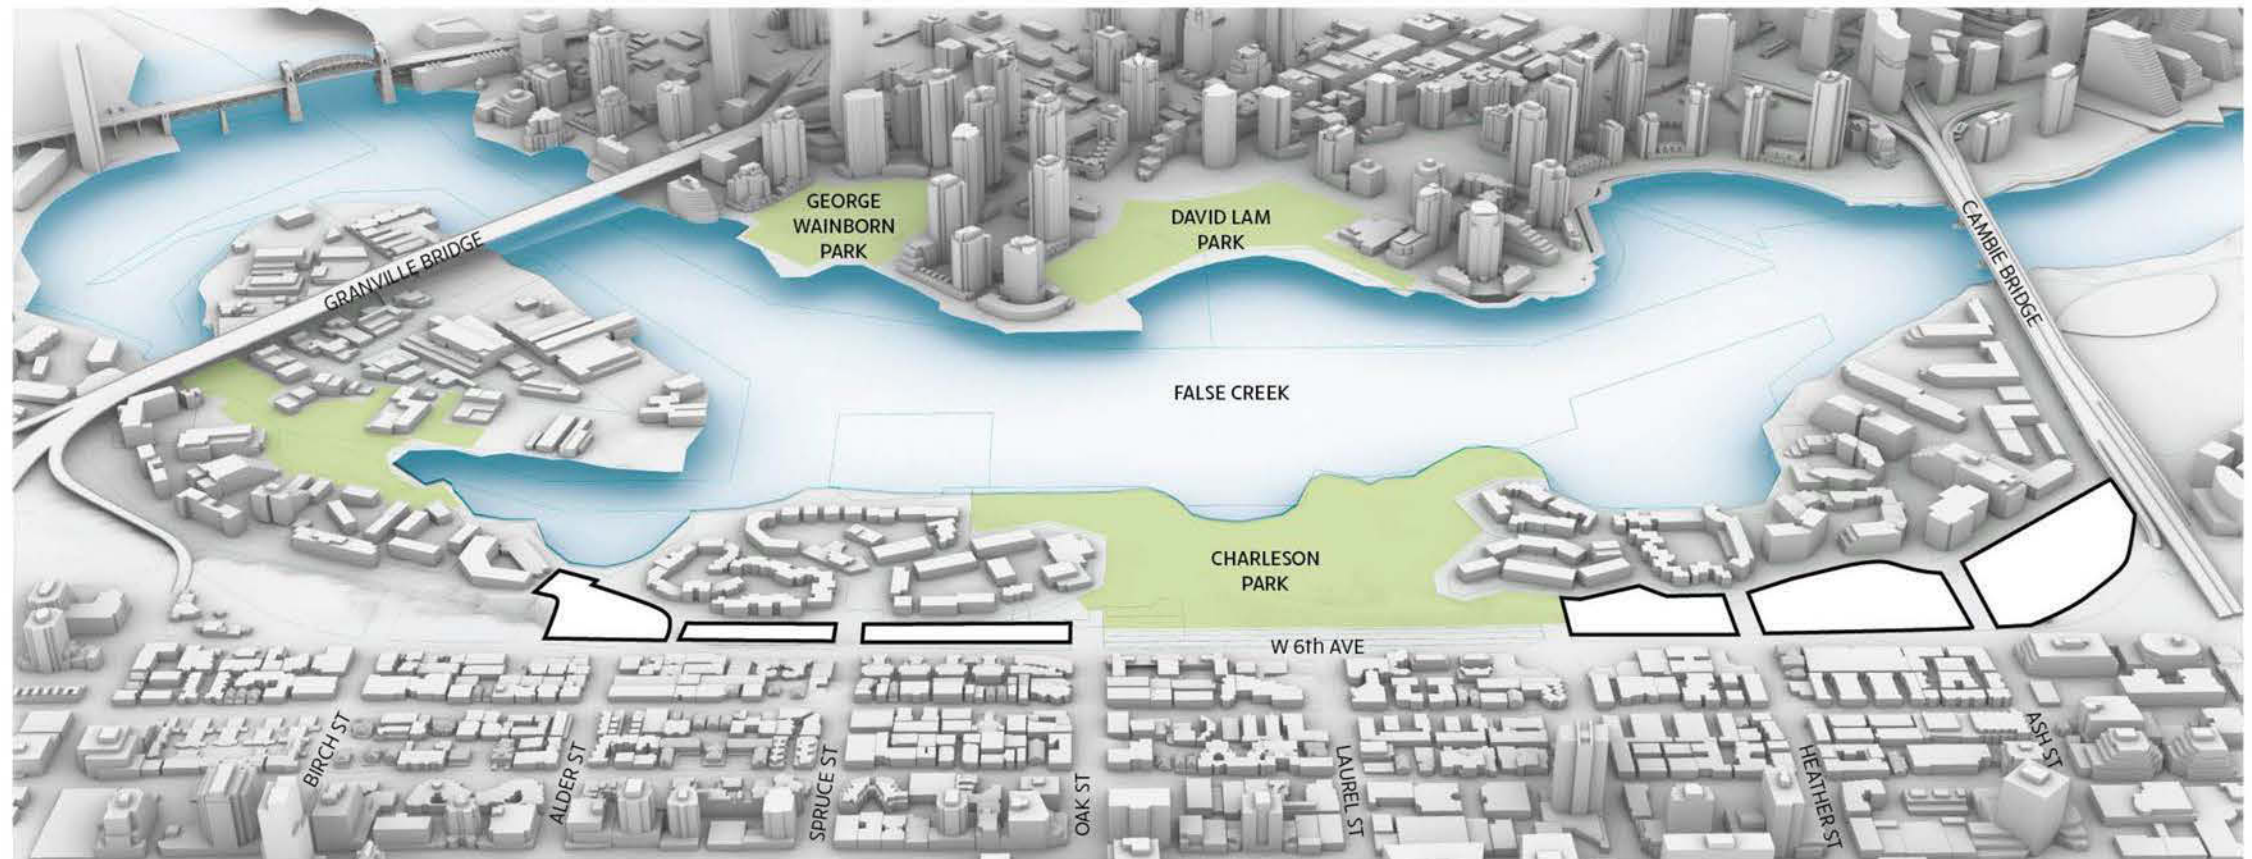 GEORGE
WAINBORN
PARK
DAVID LAM
PARK
GRANVILLE BRIDGE
CAMBIE BRIDGE
FALSE CREEK
CHARLESON
PARK
W 6th AVE
BIRCH ST
ALDER ST
SPRUCE ST
OAK ST
LAUREL ST
HEATHER ST
ASH ST